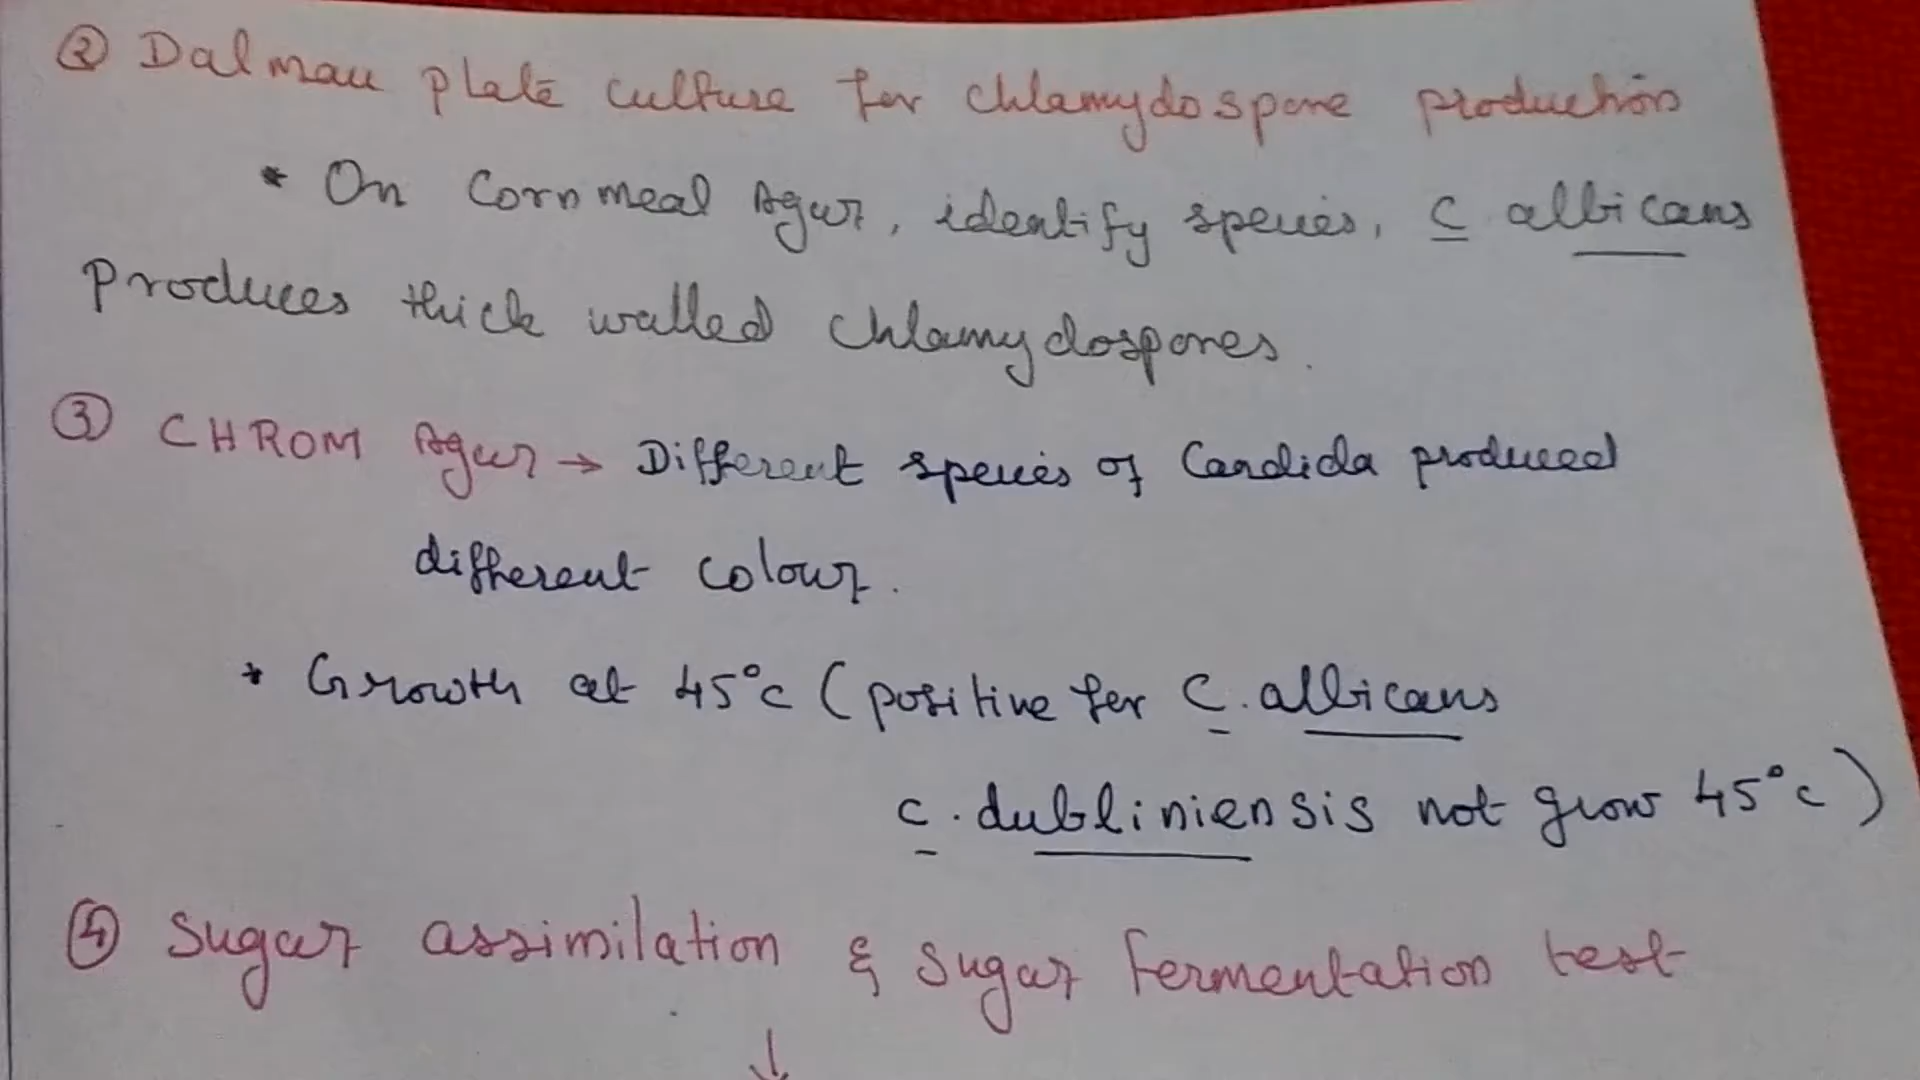 ② Dalmau plate culture for chlamydospore production
* On Cornmeal Agar, identify species, C albicans
produces thick walled chlamydospores.
③ CHROM Agar → Different species of Candida produced
different colour.
* Growth at 45°c (positive for C. albicans
c. dubliniensis not grow 45°c)
④ Sugar assimilation & Sugar fermentation test
↓